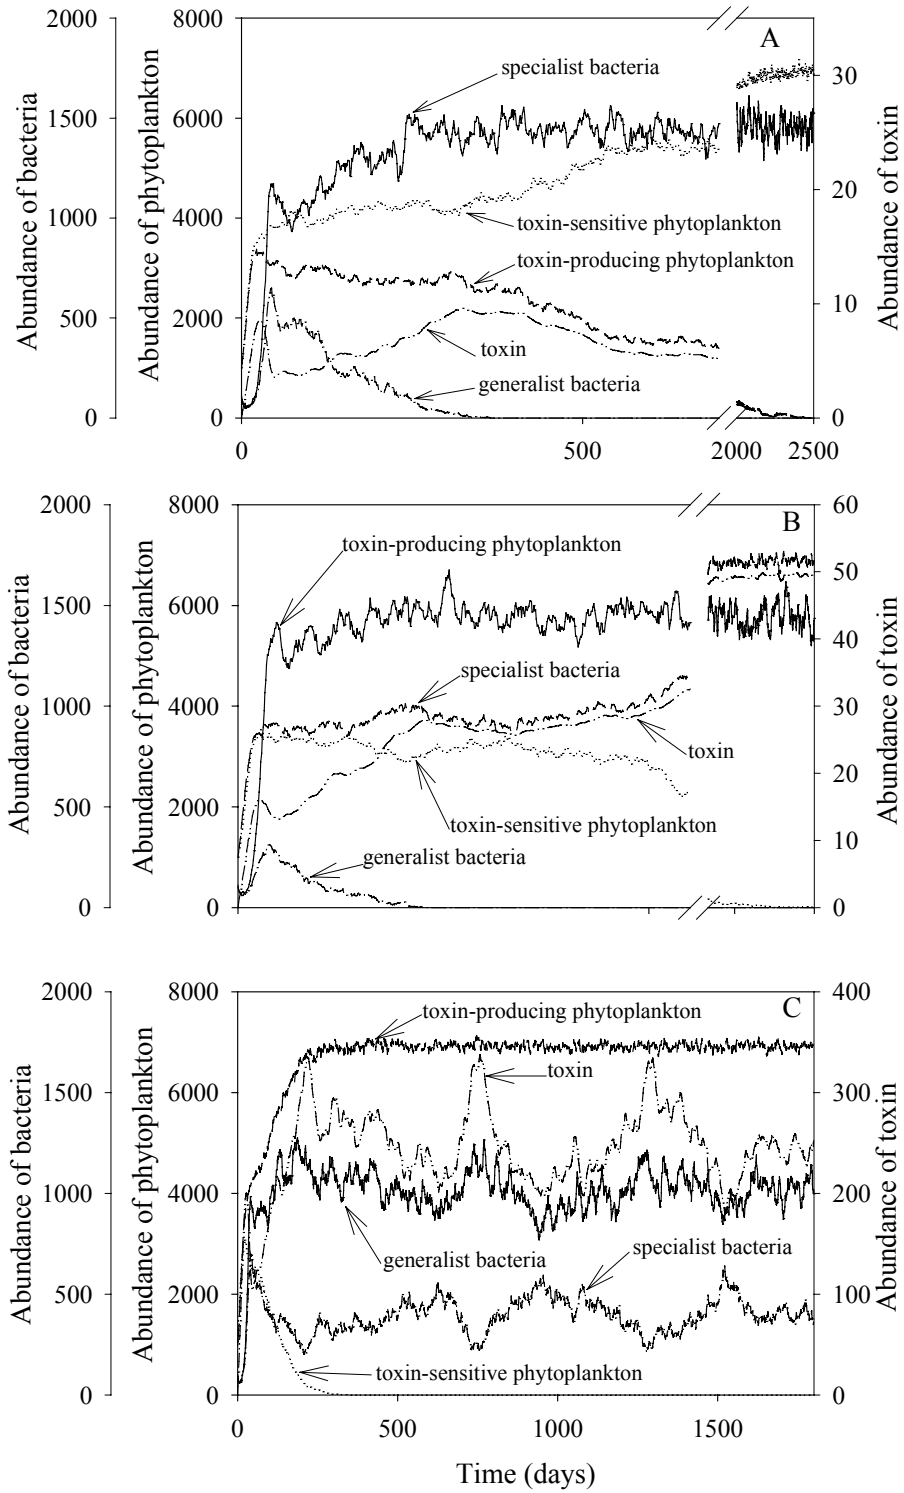 2000
8000
A
specialist bacteria
30
1500
6000
Abundance of bacteria
Abundance of phytoplankton
Abundance of toxin
20
1000
4000
toxin-sensitive phytoplankton
toxin-producing phytoplankton
10
500
2000
toxin
generalist bacteria
0
0
0
0
500
2000
2500
2000
8000
60
B
toxin-producing phytoplankton
50
1500
6000
40
Abundance of bacteria
Abundance of phytoplankton
Abundance of toxin
specialist bacteria
1000
4000
30
toxin
20
500
2000
toxin-sensitive phytoplankton
generalist bacteria
10
0
0
0
2000
8000
400
C
toxin-producing phytoplankton
toxin
1500
6000
300
Abundance of bacteria
Abundance of phytoplankton
Abundance of toxin
1000
4000
200
generalist bacteria
specialist bacteria
500
2000
100
toxin-sensitive phytoplankton
0
0
0
0
500
1000
1500
Time (days)